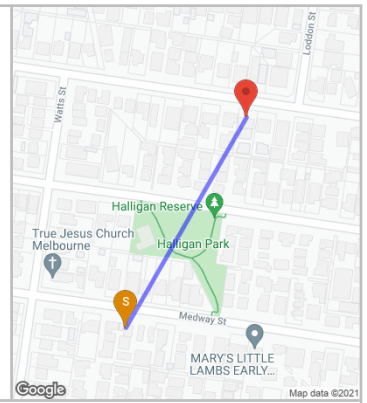 Loddon St
Watts St
Halligan Reserve
True Jesus Church
Melbourne
Halligan Park
S
Medway St
MARY'S LITTLE
LAMBS EARLY...
Google
Map data ©2021